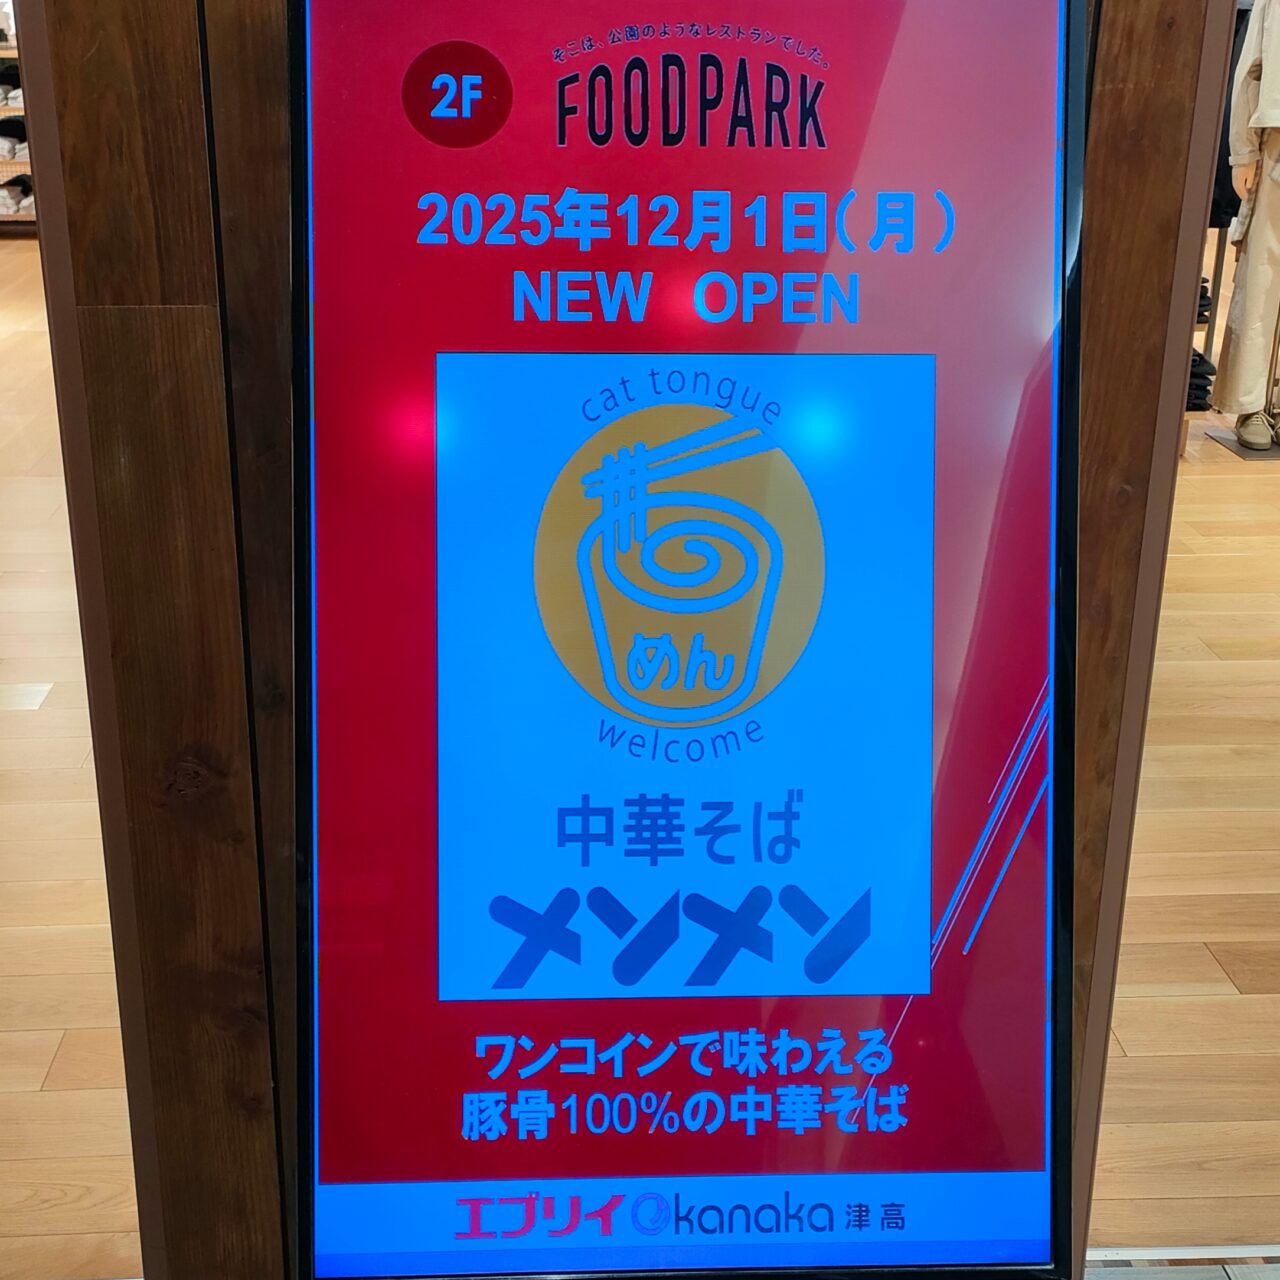 そこは、公園のようなレストランでした。
2F
FOODPARK
2025年12月1日(月)
NEW OPEN
cat tongue
めん
welcome
中華そば
メンメン
ワンコインで味わえる
豚骨100%の中華そば
エブリイ Okanaka 津高